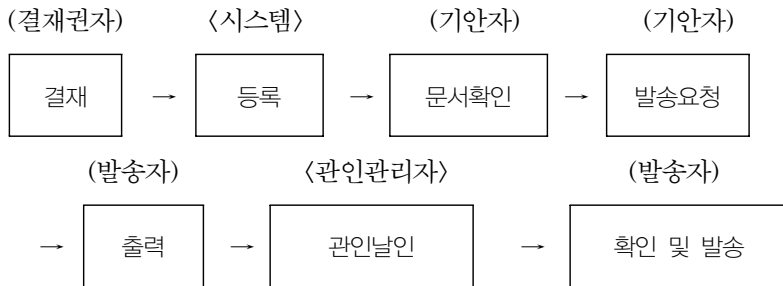 (결재권자) 〈시스템〉 (기안자) (기안자)
결재 → 등록 → 문서확인 → 발송요청
(발송자) 〈관인관리자〉 (발송자)
→ 출력 → 관인날인 → 확인 및 발송